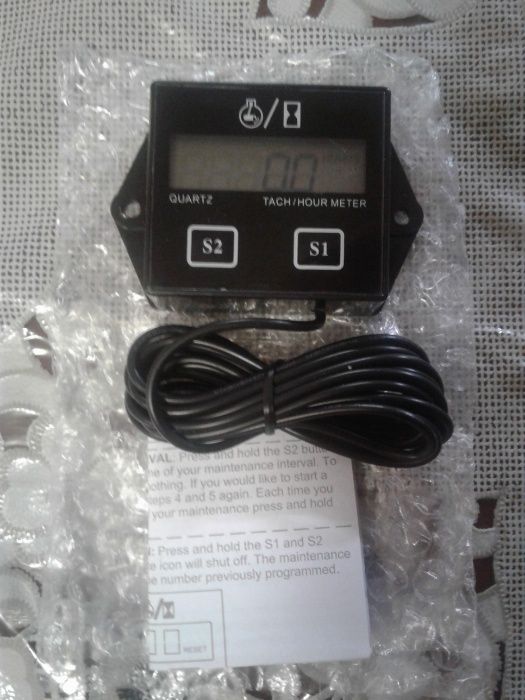 00
QUARTZ TACH/HOUR METER
S2 S1
VAL: Press and hold the S2
of your maintenance interval. To
othing. If you would like to start a
eps 4 and 5 again. Each time you
your maintenance press and hold
Press and hold the S1 and S2
e icon will shut off. The maintenance
e number previously programmed.
RESET